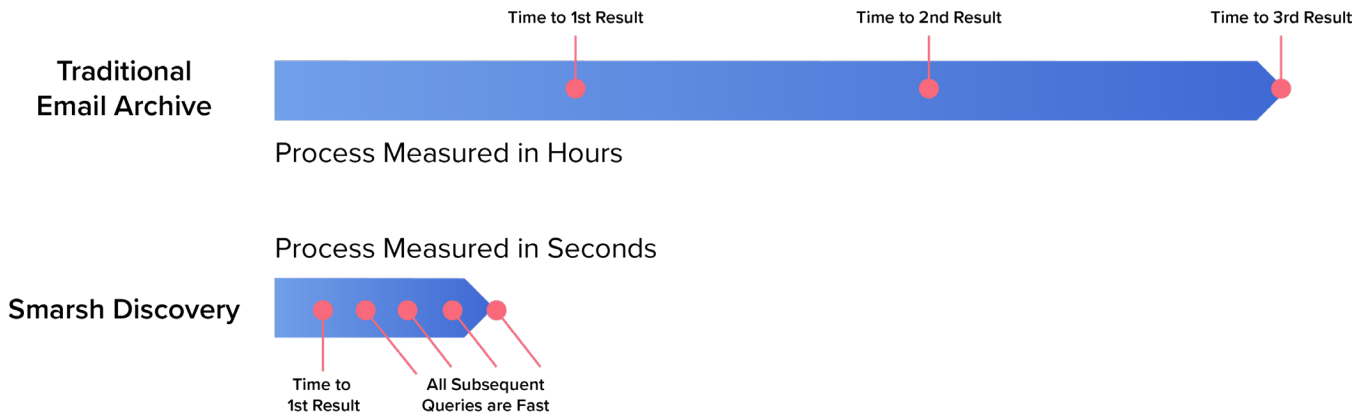 Time to 1st Result
Time to 2nd Result
Time to 3rd Result
Traditional
Email Archive
Process Measured in Hours
Process Measured in Seconds
Smarsh Discovery
Time to
1st Result
All Subsequent
Queries are Fast